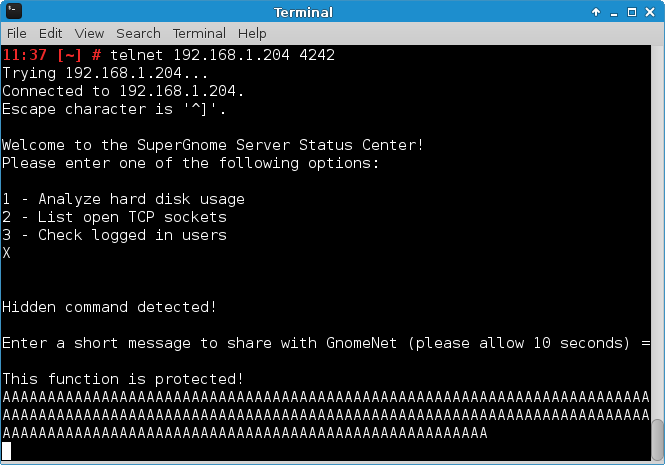 Terminal
File Edit View Search Terminal Help
11:37 [~] # telnet 192.168.1.204 4242
Trying 192.168.1.204...
Connected to 192.168.1.204.
Escape character is '^]'.
Welcome to the SuperGnome Server Status Center!
Please enter one of the following options:
1 - Analyze hard disk usage
2 - List open TCP sockets
3 - Check logged in users
X
Hidden command detected!
Enter a short message to share with GnomeNet (please allow 10 seconds) =
This function is protected!
AAAAAAAAAAAAAAAAAAAAAAAAAAAAAAAAAAAAAAAAAAAAAAAAAAAAAAAAAAAAAAAAAAAAAAAA
AAAAAAAAAAAAAAAAAAAAAAAAAAAAAAAAAAAAAAAAAAAAAAAAAAAAAAAAAAAAAAAAAAAAAAAA
AAAAAAAAAAAAAAAAAAAAAAAAAAAAAAAAAAAAAAAAAAAAAAAAAAAAAA